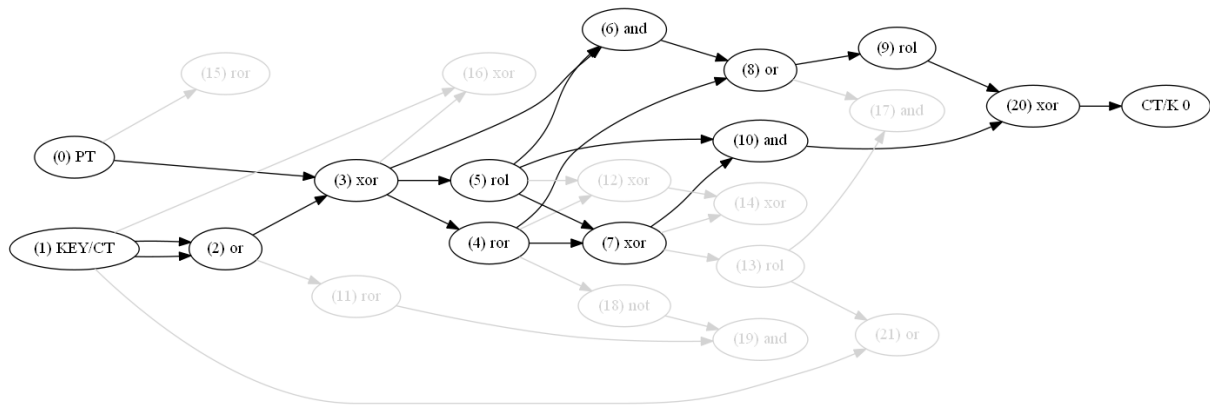 (6) and
(9) rol
(15) ror
(16) xor
(8) or
(17) and
(20) xor
CT/K 0
(0) PT
(10) and
(3) xor
(5) rol
(12) xor
(14) xor
(1) KEY/CT
(2) or
(4) ror
(7) xor
(13) rol
(11) ror
(18) not
(19) and
(21) or